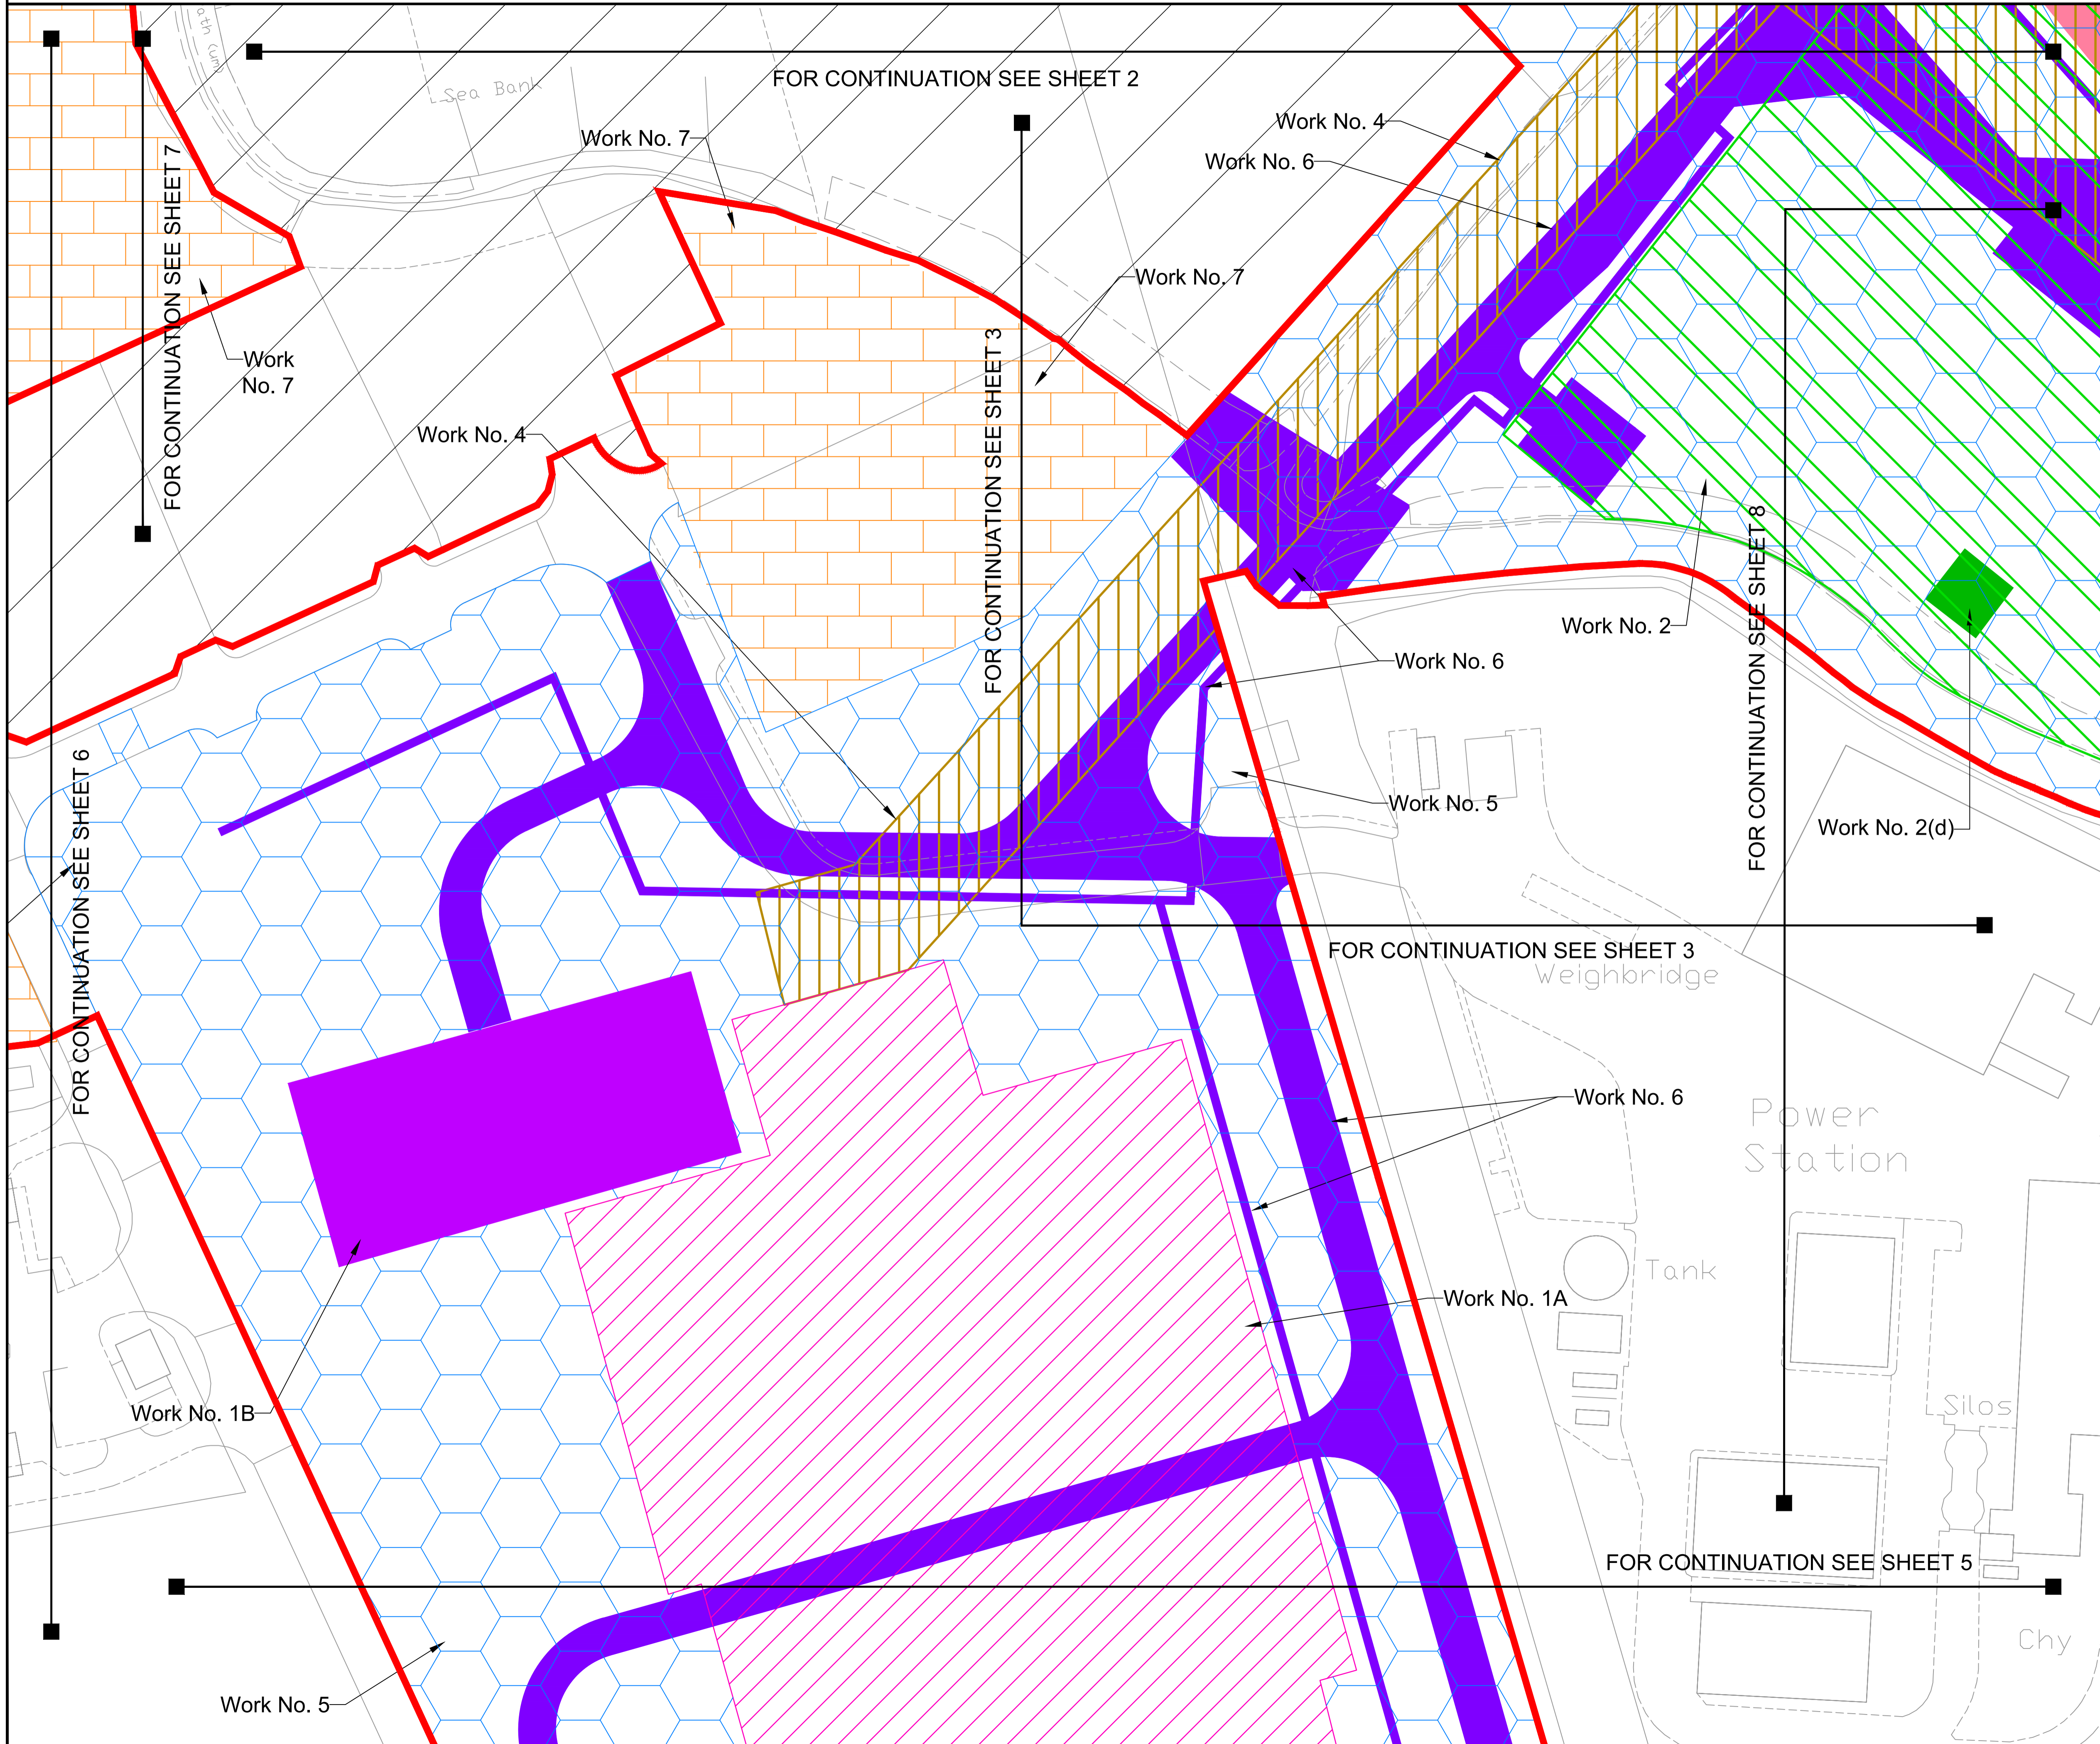 ath (um)
Sea Bank
FOR CONTINUATION SEE SHEET 2
Work No. 7
Work No. 4
Work No. 6
FOR CONTINUATION SEE SHEET 7
Work No. 7
Work
No. 7
FOR CONTINUATION SEE SHEET 3
Work No. 4
FOR CONTINUATION SEE SHEET 8
Work No. 2
Work No. 6
Work No. 5
Work No. 2(d)
FOR CONTINUATION SEE SHEET 6
FOR CONTINUATION SEE SHEET 3
Weighbridge
Work No. 6
Power
Station
Tank
Work No. 1A
Work No. 1B
Silos
FOR CONTINUATION SEE SHEET 5
Chy
Work No. 5